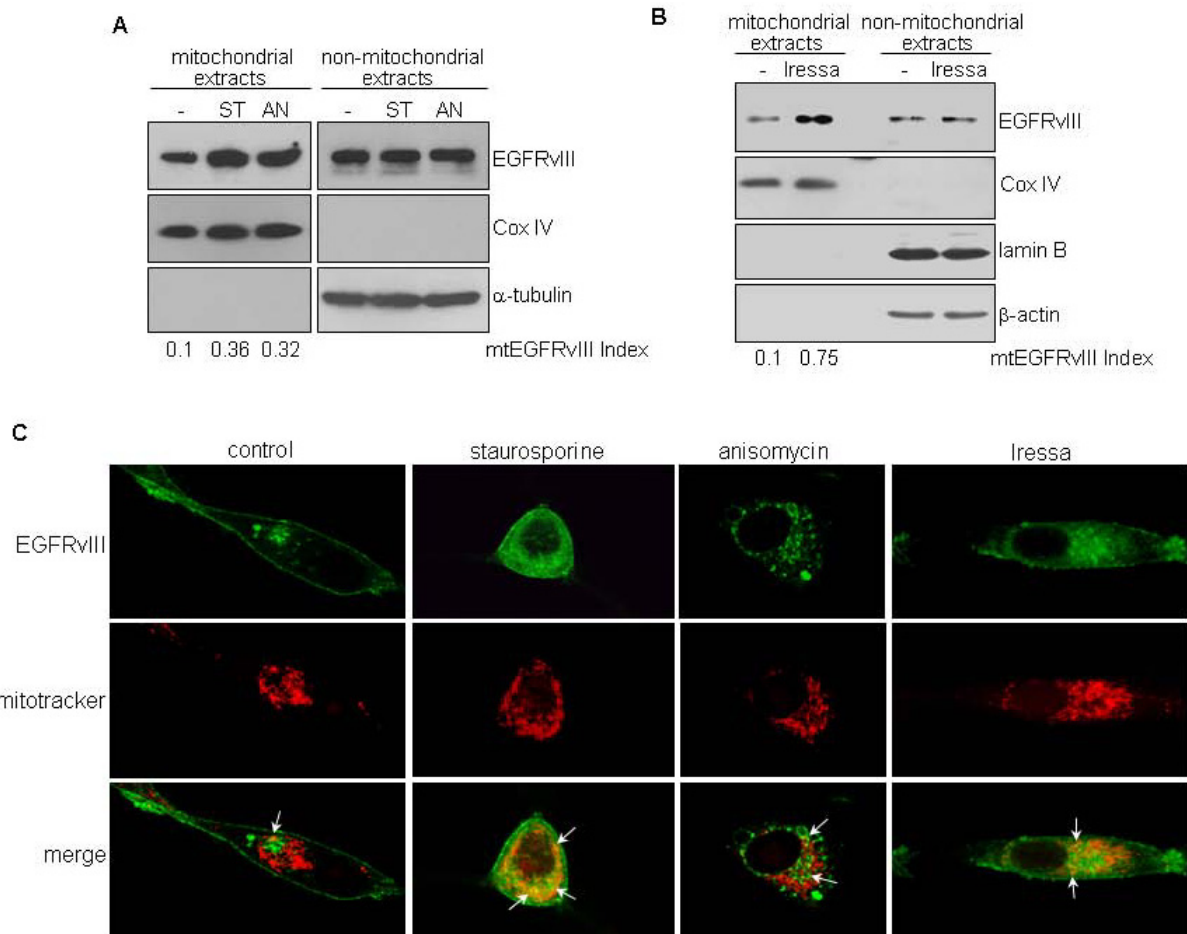 A
mitochondrial extracts
non-mitochondrial extracts
- ST AN
- ST AN
EGFRvIII
Cox IV
α-tubulin
0.1 0.36 0.32
mtEGFRvIII Index
B
mitochondrial extracts
non-mitochondrial extracts
- Iressa
- Iressa
EGFRvIII
Cox IV
lamin B
β-actin
0.1 0.75
mtEGFRvIII Index
C
control
staurosporine
anisomycin
Iressa
EGFRvIII
mitotracker
merge